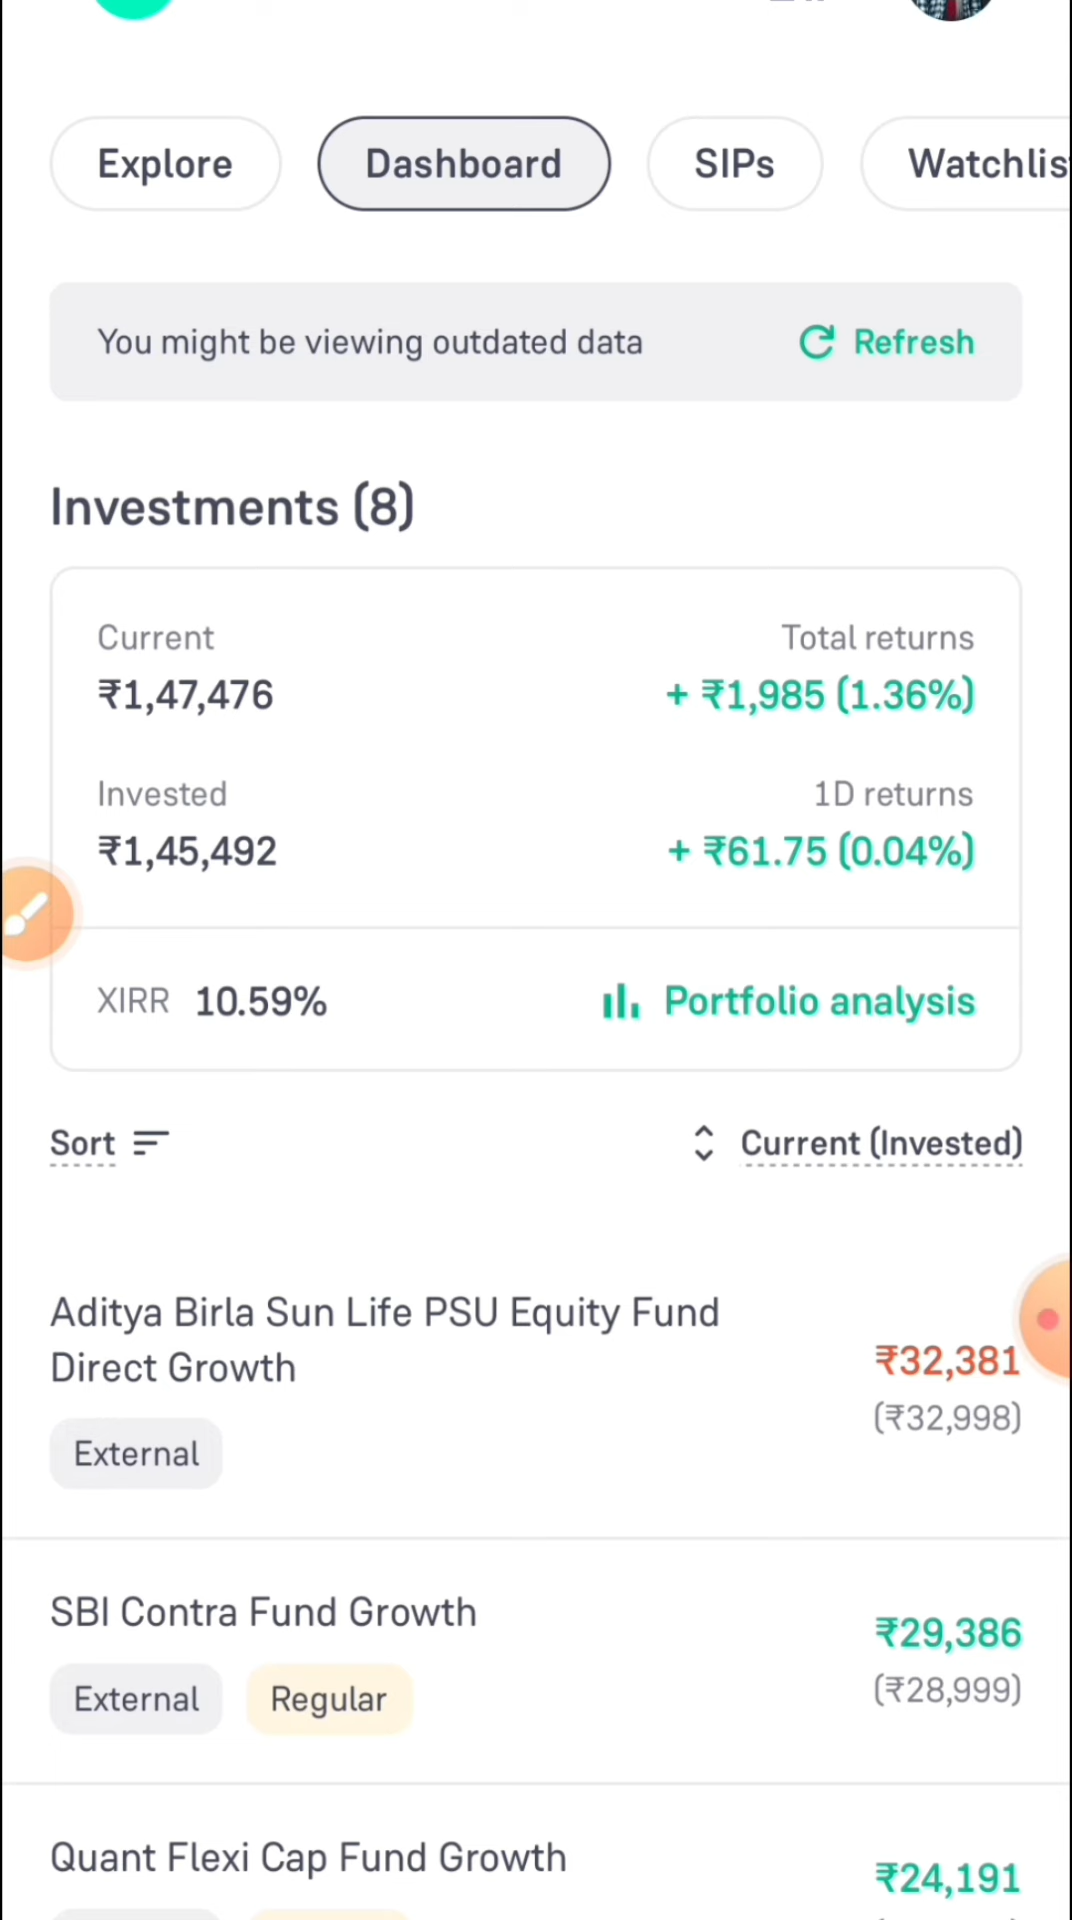 Explore
Dashboard
SIPs
Watchlis
You might be viewing outdated data
Refresh
Investments (8)
Current
Total returns
₹1,47,476
+ ₹1,985 (1.36%)
Invested
1D returns
₹1,45,492
+ ₹61.75 (0.04%)
XIRR 10.59%
Portfolio analysis
Sort
Current (Invested)
Aditya Birla Sun Life PSU Equity Fund
Direct Growth
₹32,381
(₹32,998)
External
SBI Contra Fund Growth
₹29,386
(₹28,999)
External
Regular
Quant Flexi Cap Fund Growth
₹24,191